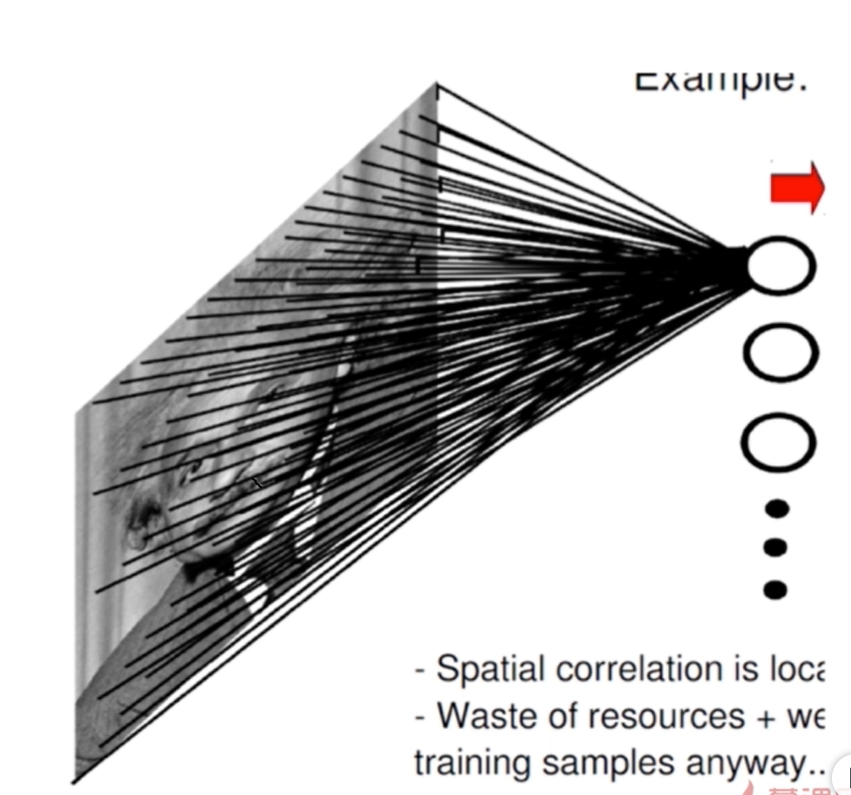 Example:
- Spatial correlation is loca
- Waste of resources + we
training samples anyway..